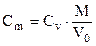 Cm = Cv · M/V0